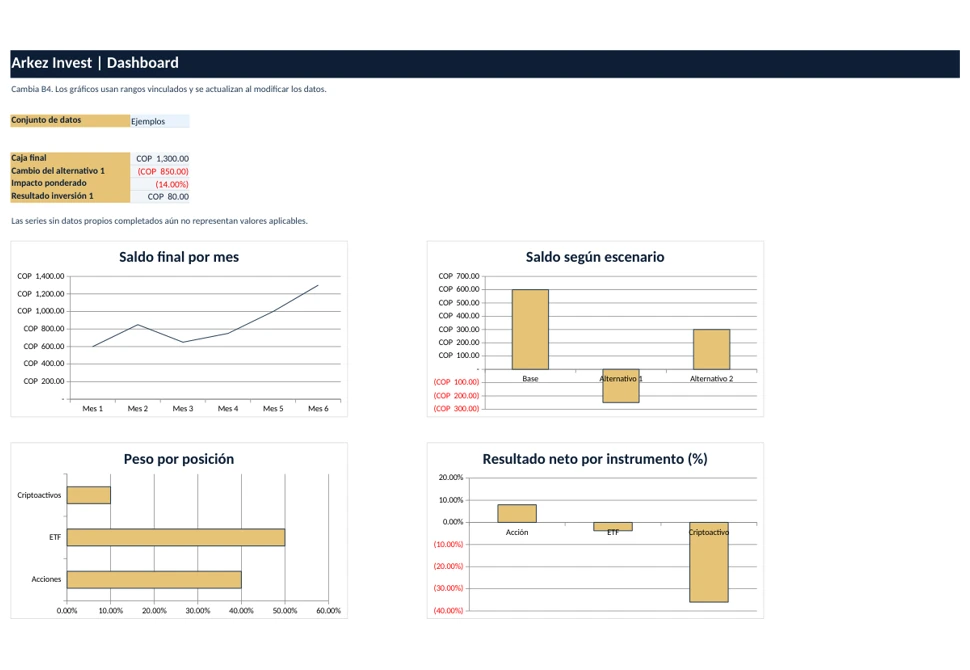 Arkez Invest | Dashboard
Cambia B4. Los gráficos usan rangos vinculados y se actualizan al modificar los datos.
Conjunto de datos Ejemplos
Caja final COP 1,300.00
Cambio del alternativo 1 (COP 850.00)
Impacto ponderado (14.00%)
Resultado inversión 1 COP 80.00
Las series sin datos propios completados aún no representan valores aplicables.
Saldo final por mes
COP 1,400.00
COP 1,200.00
COP 1,000.00
COP 800.00
COP 600.00
COP 400.00
COP 200.00
-
Mes 1 Mes 2 Mes 3 Mes 4 Mes 5 Mes 6
Saldo según escenario
COP 700.00
COP 600.00
COP 500.00
COP 400.00
COP 300.00
COP 200.00
COP 100.00
-
(COP 100.00)
(COP 200.00)
(COP 300.00)
Base Alternativo 1 Alternativo 2
Peso por posición
Criptoactivos
ETF
Acciones
0.00% 10.00% 20.00% 30.00% 40.00% 50.00% 60.00%
Resultado neto por instrumento (%)
20.00%
10.00%
0.00%
(10.00%)
(20.00%)
(30.00%)
(40.00%)
Acción ETF Criptoactivo